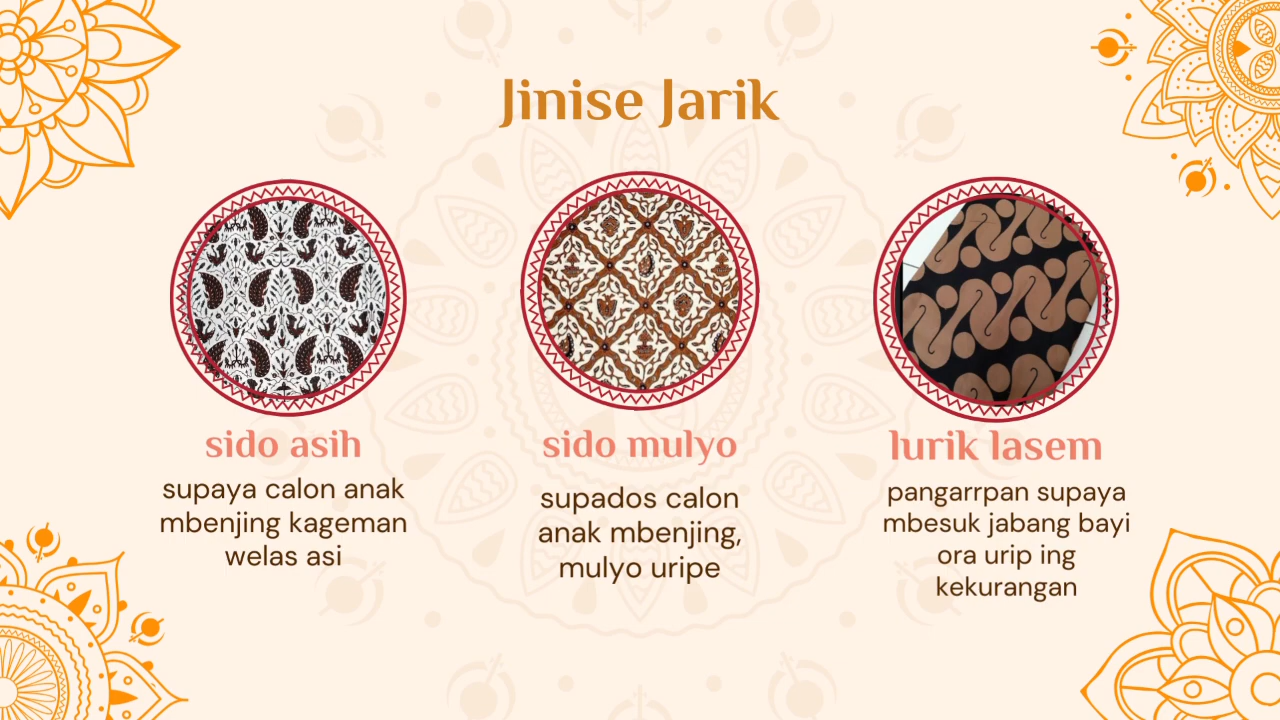 Jinise Jarik
sido asih
supaya calon anak
mbenjing kageman
welas asi
sido mulyo
supados calon
anak mbenjing,
mulyo uripe
lurik lasem
pangarrpan supaya
mbesuk jabang bayi
ora urip ing
kekurangan